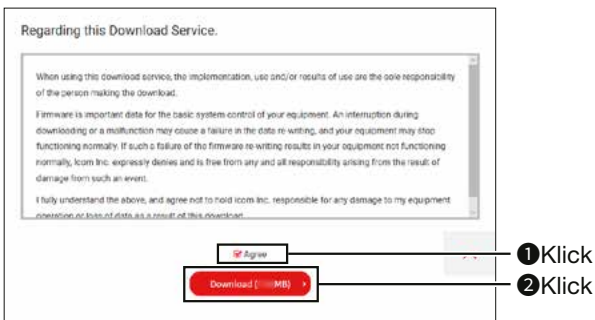 Regarding this Download Service.
When using this download service, the implementation, use and/or results of use are the sole responsibility
of the person making the download.
Firmware is important data for the basic system control of your equipment. An interruption during
downloading or a malfunction may cause a failure in the data re-writing, and your equipment may stop
functioning normally. If such a failure of the firmware re-writing results in your equipment not functioning
normally, Icom Inc. expressly denies and is free from any and all responsibility arising from the result of
damage from such an event.
I fully understand the above, and agree not to hold Icom Inc. responsible for any damage to my equipment
operation or loss of data as a result of this download.
Agree
❶Klick
Download ( MB)
❷Klick